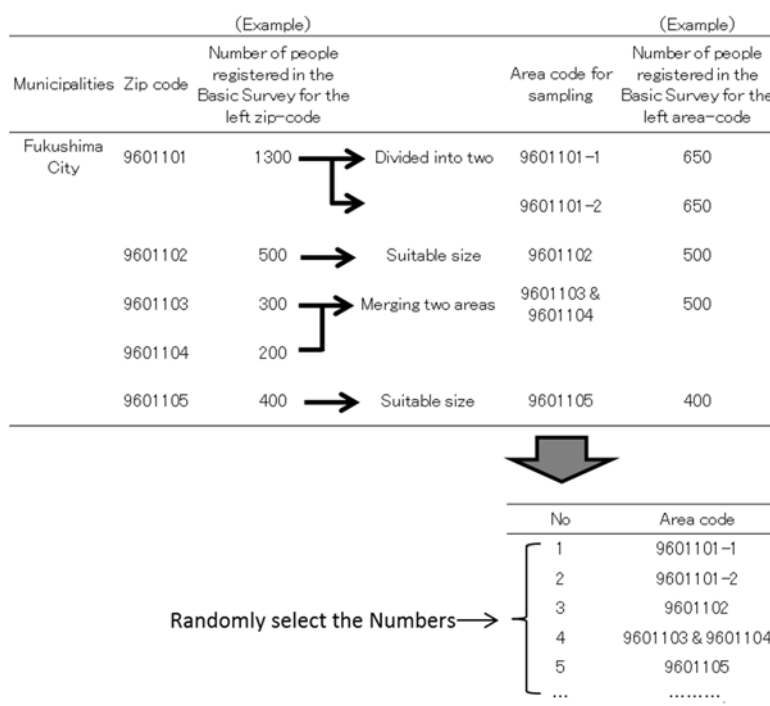 (Example) (Example)
Municipalities Zip code Number of people registered in the Basic Survey for the left zip-code Area code for sampling Number of people registered in the Basic Survey for the left area-code
Fukushima City 9601101 1300 Divided into two 9601101-1 650
9601101-2 650
9601102 500 Suitable size 9601102 500
9601103 300 Merging two areas 9601103 & 9601104 500
9601104 200
9601105 400 Suitable size 9601105 400
No Area code
1 9601101-1
2 9601101-2
3 9601102
Randomly select the Numbers
4 9601103 & 9601104
5 9601105
... .........